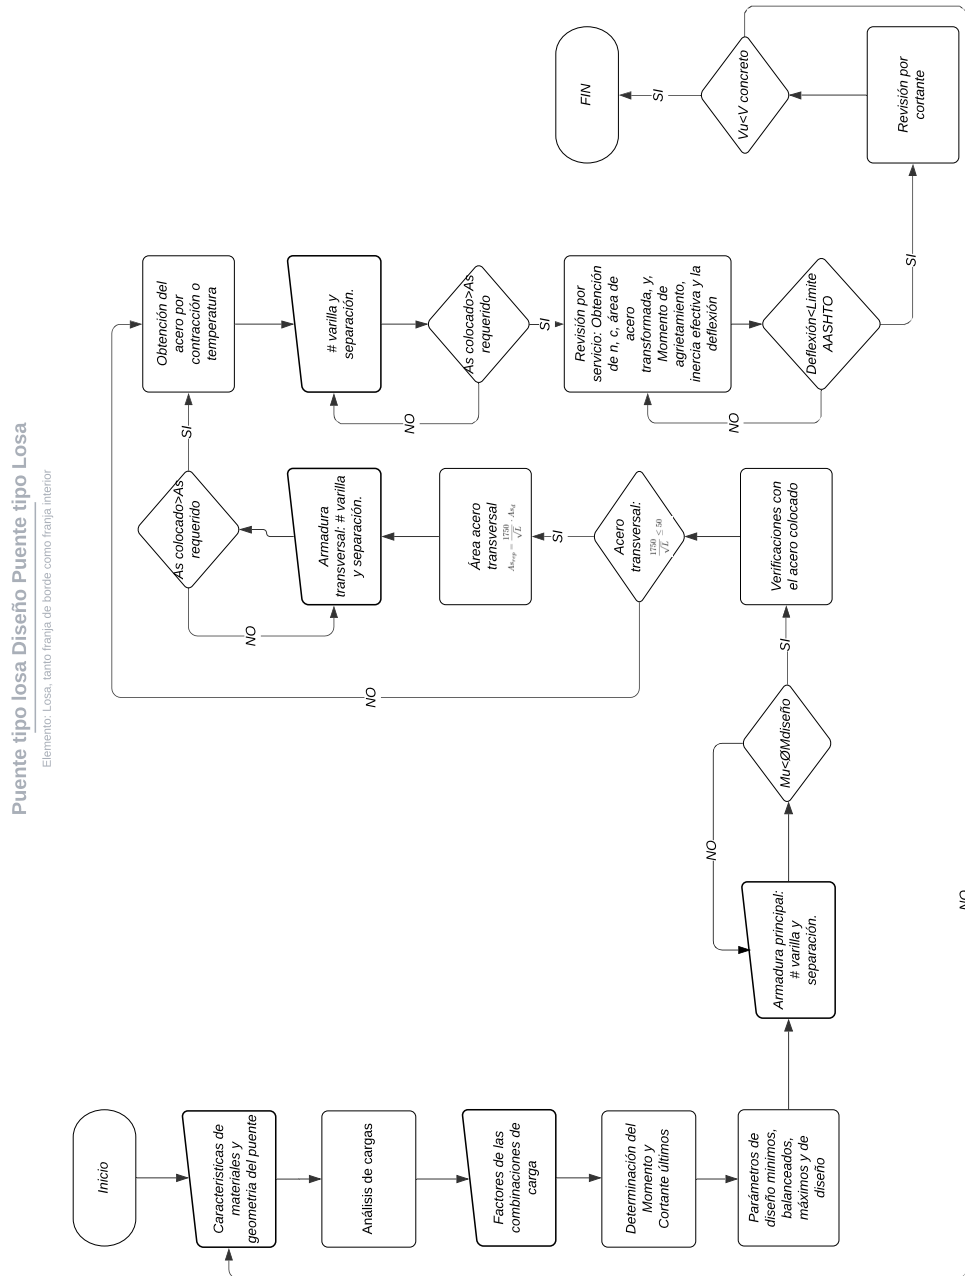 Puente tipo losa Diseño Puente tipo Losa
Elemento: Losa, tanto franja de borde como franja interior
Inicio
Caracteristicas de
materiales y
geometria del puente
Análisis de cargas
Factores de las
combinaciones de
carga
Determinación del
Momento y
Cortante últimos
Parámetros de
diseño minimos,
balanceados,
máximos y de
diseño
Armadura principal:
# varilla y
separación.
NO
Mu<ØMdiseño
SI
Verificaciones con
el acero colocado
Acero
transversal:
1750/√L ≤ 50
NO
SI
Área acero
transversal
Armadura
transversal: # varilla
y separación.
NO
As colocado>As
requerido
SI
Obtención del
acero por
contracción o
temperatura
# varilla y
separación.
NO
As colocado>As
requerido
SI
Revisión por
servicio: Obtención
de n, c, área de
acero
transformada, y,
Momento de
agrietamiento,
inercia efectiva y la
deflexión
NO
Deflexión<Limite
AASHTO
SI
Revisión por
cortante
Vu<V concreto
SI
FIN
NO